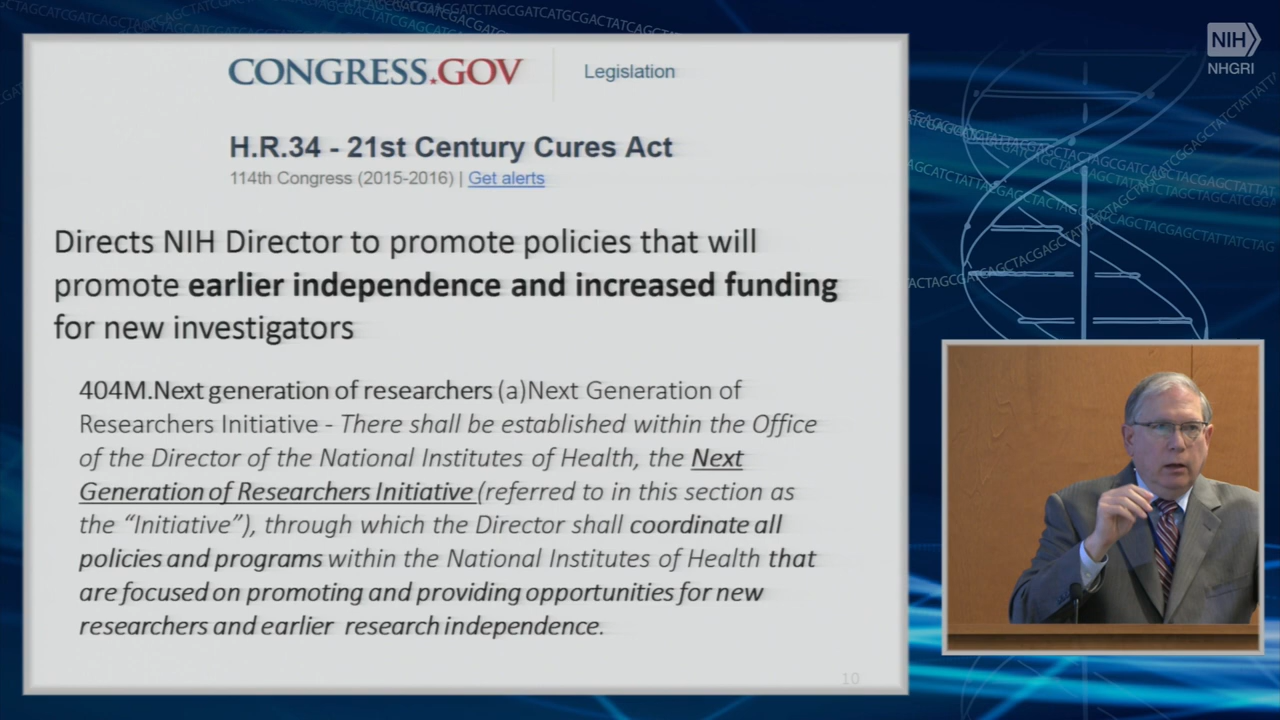 NIH
NHGRI
CONGRESS.GOV
Legislation
H.R.34 - 21st Century Cures Act
114th Congress (2015-2016) | Get alerts
Directs NIH Director to promote policies that will
promote earlier independence and increased funding
for new investigators
404M.Next generation of researchers (a)Next Generation of
Researchers Initiative - There shall be established within the Office
of the Director of the National Institutes of Health, the Next
Generation of Researchers Initiative (referred to in this section as
the “Initiative”), through which the Director shall coordinate all
policies and programs within the National Institutes of Health that
are focused on promoting and providing opportunities for new
researchers and earlier research independence.
10